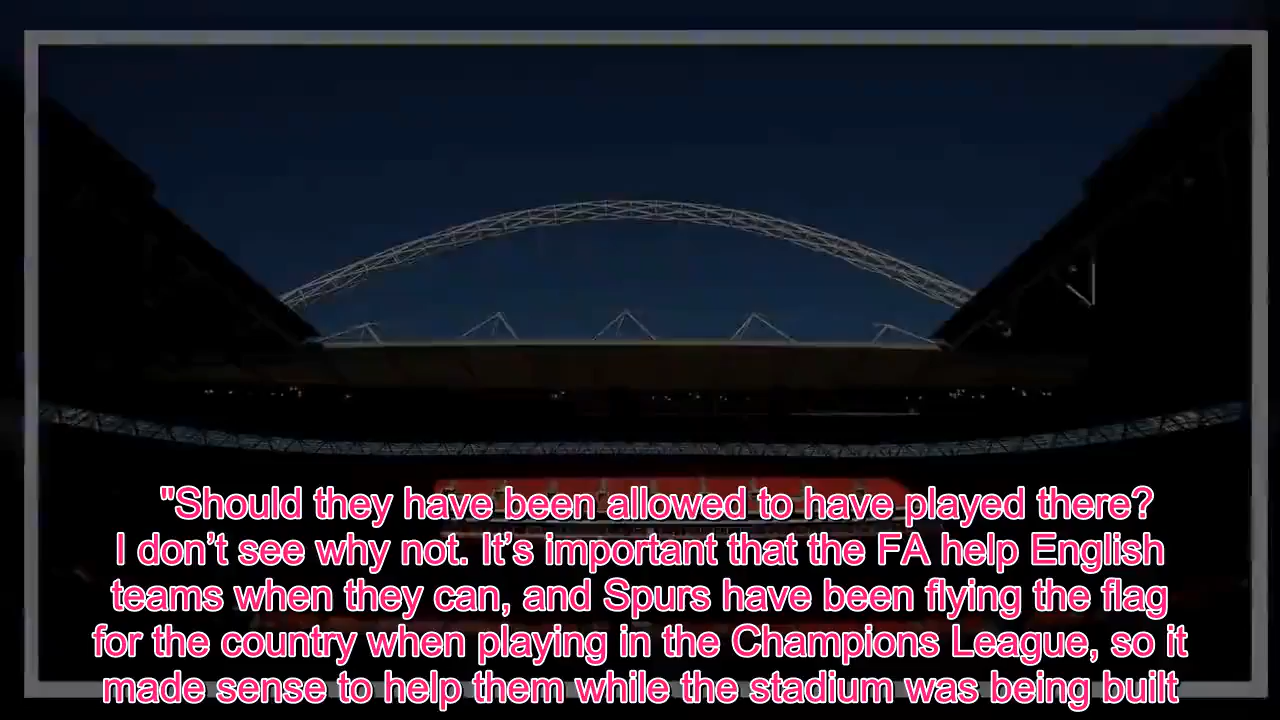 "Should they have been allowed to have played there?
I don’t see why not. It’s important that the FA help English
teams when they can, and Spurs have been flying the flag
for the country when playing in the Champions League, so it
made sense to help them while the stadium was being built